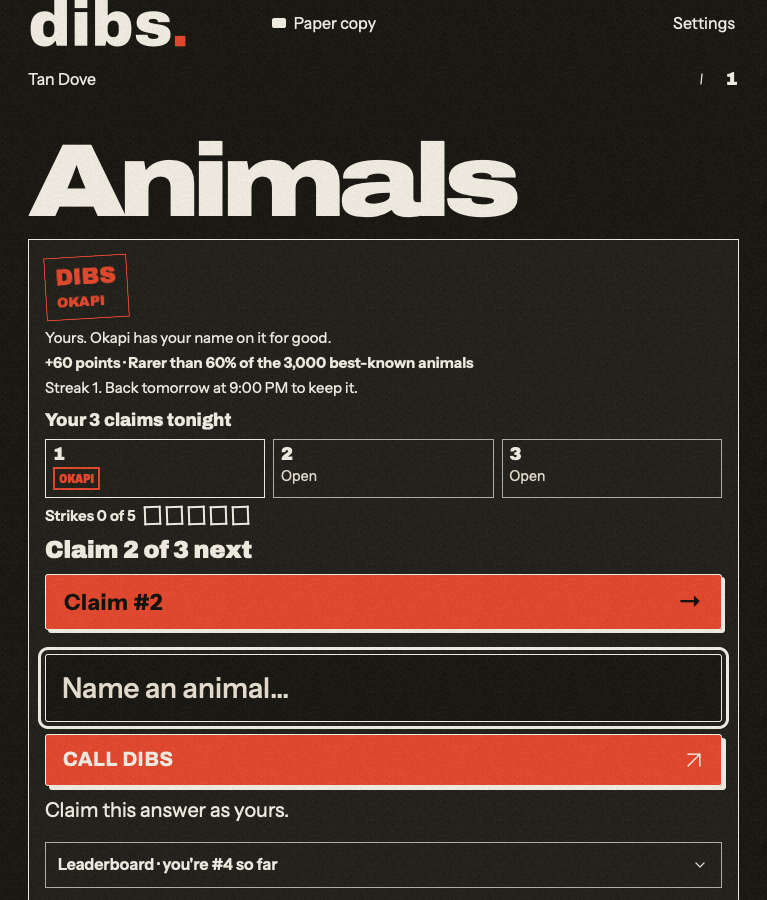 dibs.
Paper copy
Settings
Tan Dove
/ 1
Animals
DIBS
OKAPI
Yours. Okapi has your name on it for good.
+60 points · Rarer than 60% of the 3,000 best-known animals
Streak 1. Back tomorrow at 9:00 PM to keep it.
Your 3 claims tonight
1
OKAPI
2
Open
3
Open
Strikes 0 of 5
Claim 2 of 3 next
Claim #2 →
Name an animal...
CALL DIBS
Claim this answer as yours.
Leaderboard · you're #4 so far